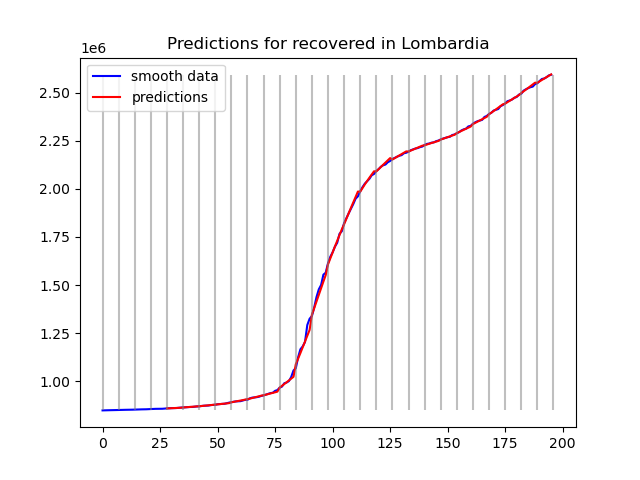 Predictions for recovered in Lombardia
1e6
smooth data
predictions
2.50
2.25
2.00
1.75
1.50
1.25
1.00
0 25 50 75 100 125 150 175 200